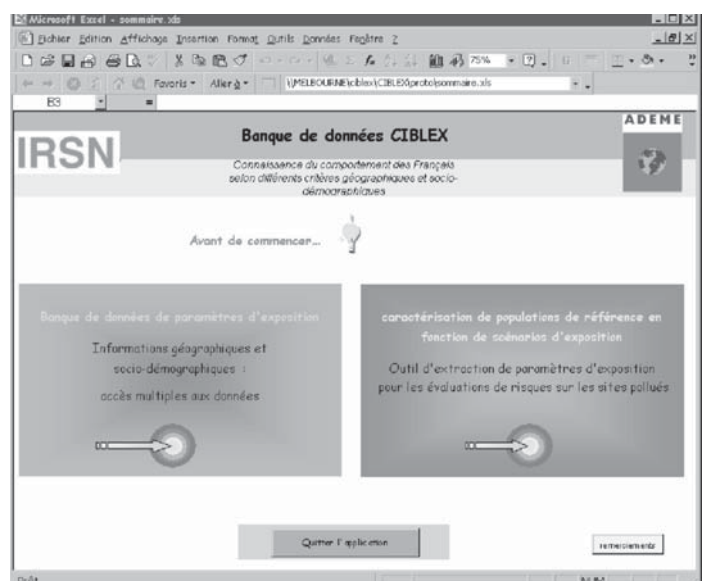 Microsoft Excel - sommaire.xls
Fichier Edition Affichage Insertion Format Outils Données Fenêtre ?
75%
Favoris Aller à \\MELBOURNE\ciblex\CIBLEX\proto\sommaire.xls
B3 =
IRSN
Banque de données CIBLEX
Connaissance du comportement des Français
selon différents critères géographiques et socio-
démographiques
ADEME
Avant de commencer...
Banque de données de paramètres d'exposition
Informations géographiques et
socio-démographiques :
accès multiples aux données
caractérisation de populations de référence en
fonction de scénarios d'exposition
Outil d'extraction de paramètres d'exposition
pour les évaluations de risques sur les sites pollués
Quitter l'application
remerciements
Prêt